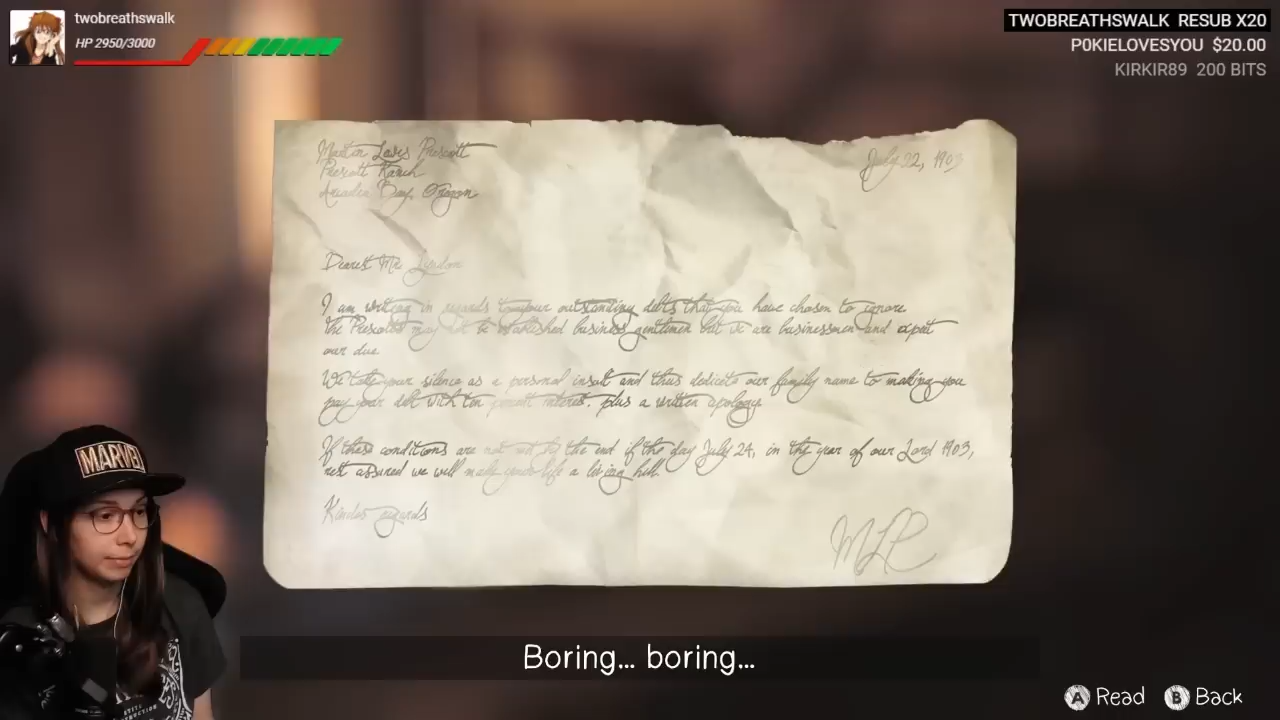 twobreathswalk
HP 2950/3000
TWOBREATHSWALK RESUB X20
P0KIELOVESYOU $20.00
KIRKIR89 200 BITS
Martin Lewis Prescott
Prescott Ranch
Arcadia Bay, Oregon
July 22, 1903
Dearest Mr. Lyndon
I am writing in regards to your outstanding debts that you have chosen to ignore.
the Prescotts may not be established business gentlemen but we are businessmen and expect
our due.
We take your silence as a personal insult and thus dedicate our family name to making you
pay your debt with ten percent interest, plus a written apology.
If these conditions are not met by the end if the day July 24, in the year of our Lord 1903,
rest assured we will make your life a living hell.
Kindest regards
MLP
MARVEL
Boring... boring...
A Read B Back